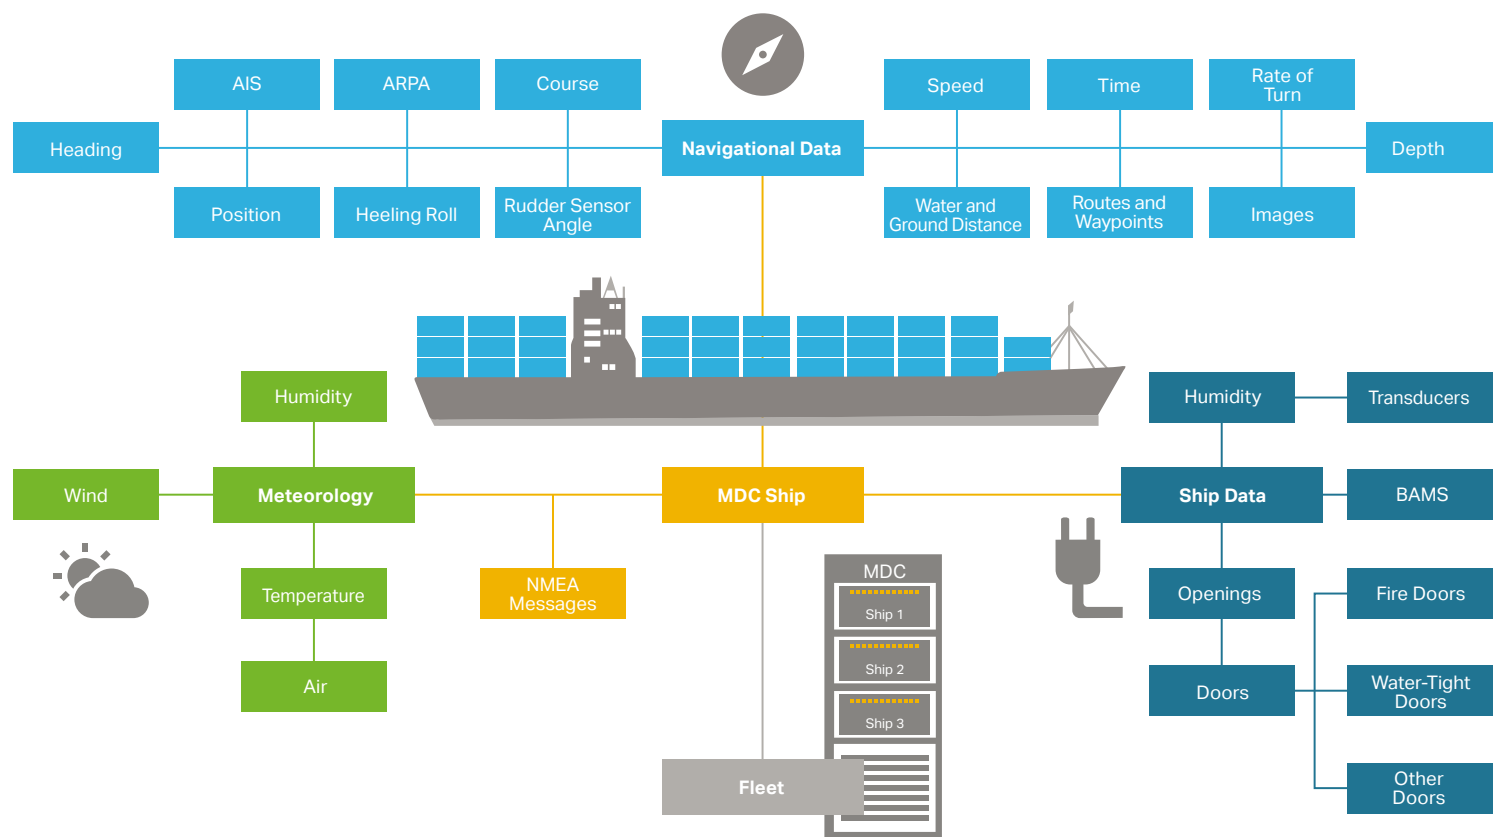 AIS
ARPA
Course
Speed
Time
Rate of
Turn
Heading
Navigational Data
Depth
Position
Heeling Roll
Rudder Sensor
Angle
Water and
Ground Distance
Routes and
Waypoints
Images
Humidity
Humidity
Transducers
Wind
Meteorology
MDC Ship
Ship Data
BAMS
Temperature
NMEA
Messages
MDC
Ship 1
Ship 2
Ship 3
Openings
Fire Doors
Air
Doors
Water-Tight
Doors
Fleet
Other
Doors